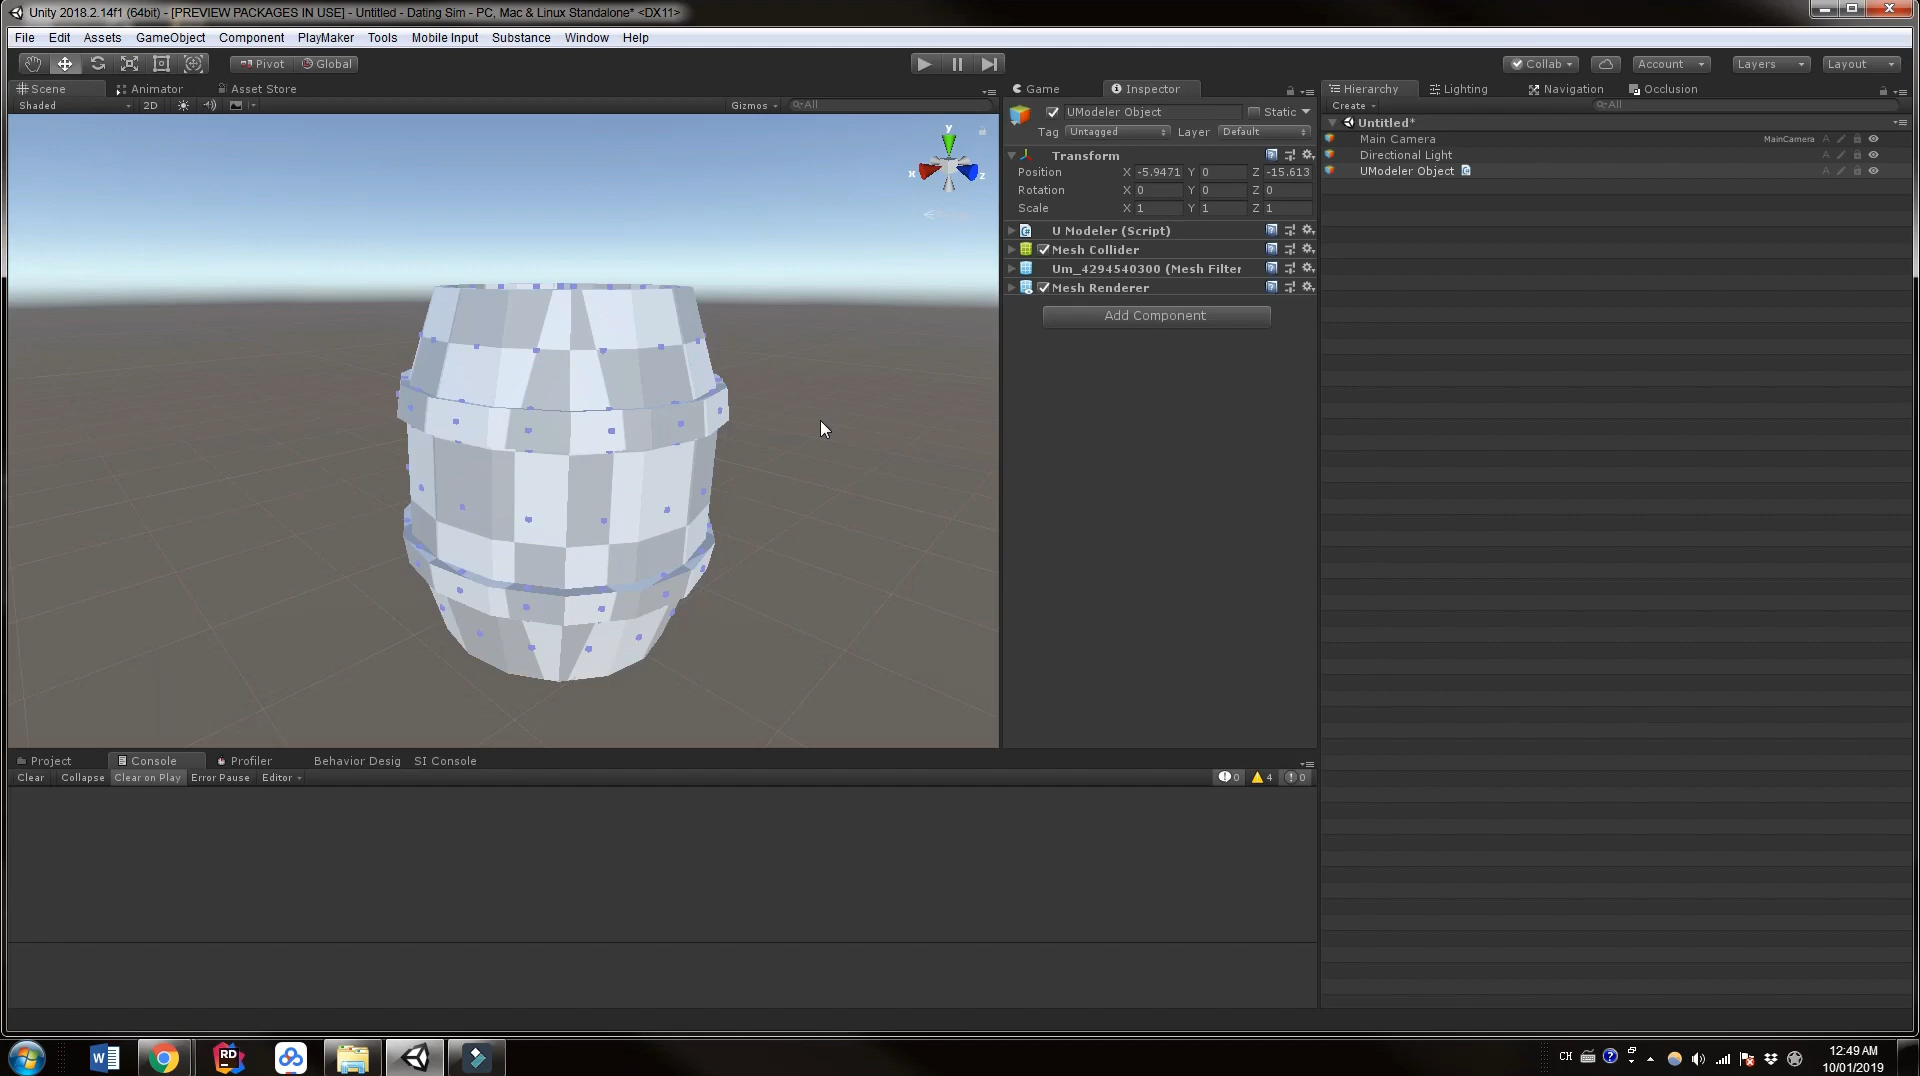 Unity 2018.2.14f1 (64bit) - [PREVIEW PACKAGES IN USE] - Untitled - Dating Sim - PC, Mac & Linux Standalone* <DX11>
File Edit Assets GameObject Component PlayMaker Tools Mobile Input Substance Window Help
Pivot Global Collab Account Layers Layout
Scene Animator Asset Store
Shaded 2D Gizmos All
y
x
z
Game Inspector
UModeler Object Static
Tag Untagged Layer Default
Transform
Position X -5.9471 Y 0 Z -15.613
Rotation X 0 Y 0 Z 0
Scale X 1 Y 1 Z 1
U Modeler (Script)
Mesh Collider
Um_4294540300 (Mesh Filter
Mesh Renderer
Add Component
Hierarchy Lighting Navigation Occlusion
Create All
Untitled*
Main Camera MainCamera
Directional Light
UModeler Object
Project Console Profiler Behavior Desig SI Console
Clear Collapse Clear on Play Error Pause Editor 0 4 0
W RD CH 12:49 AM
10/01/2019